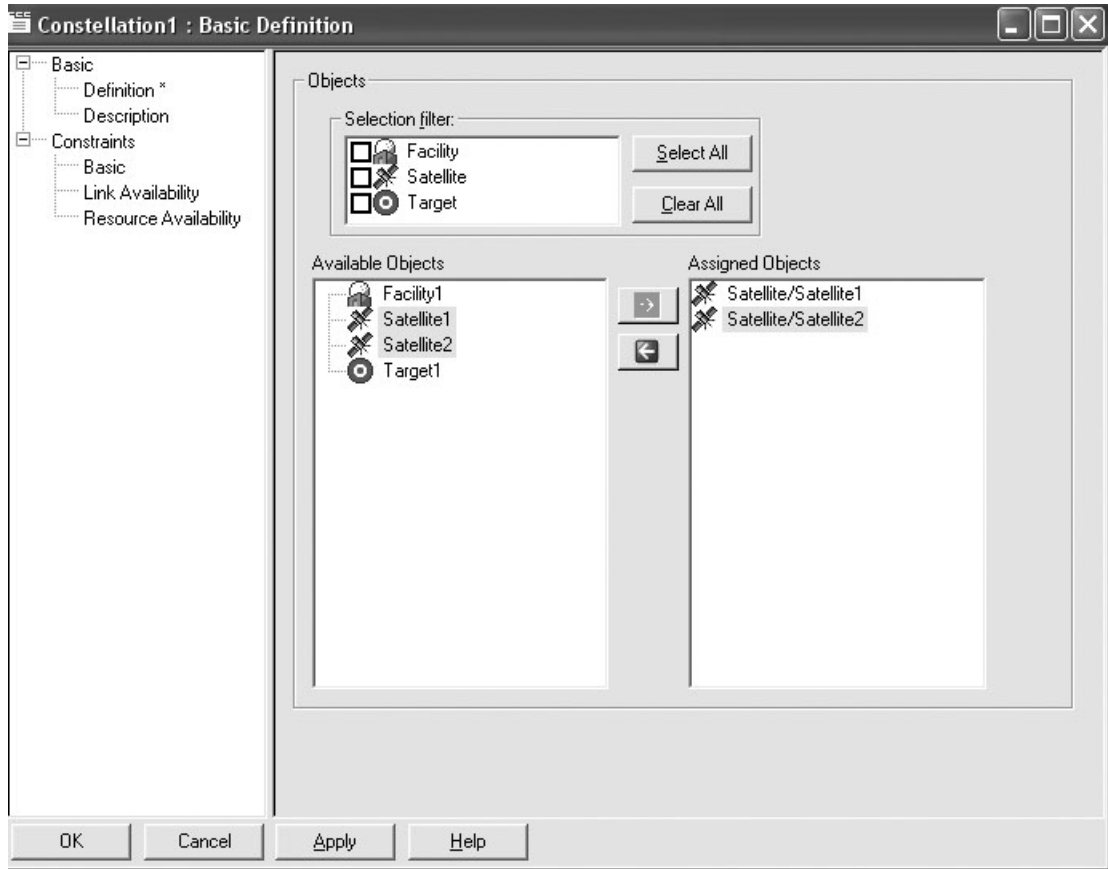 Constellation1 : Basic Definition
Basic
Definition *
Description
Constraints
Basic
Link Availability
Resource Availability
Objects
Selection filter:
Facility
Satellite
Target
Select All
Clear All
Available Objects
Facility1
Satellite1
Satellite2
Target1
Assigned Objects
Satellite/Satellite1
Satellite/Satellite2
OK
Cancel
Apply
Help